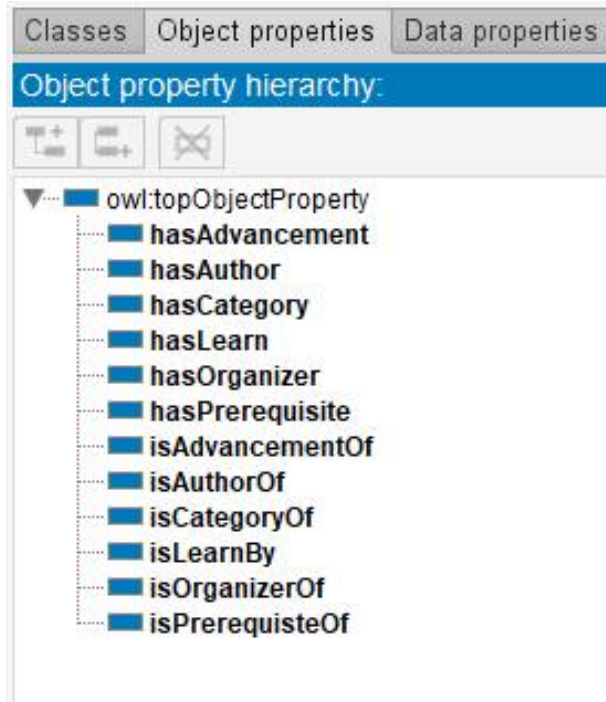 Classes Object properties Data properties
Object property hierarchy:
owl:topObjectProperty
hasAdvancement
hasAuthor
hasCategory
hasLearn
hasOrganizer
hasPrerequisite
isAdvancementOf
isAuthorOf
isCategoryOf
isLearnBy
isOrganizerOf
isPrerequisteOf